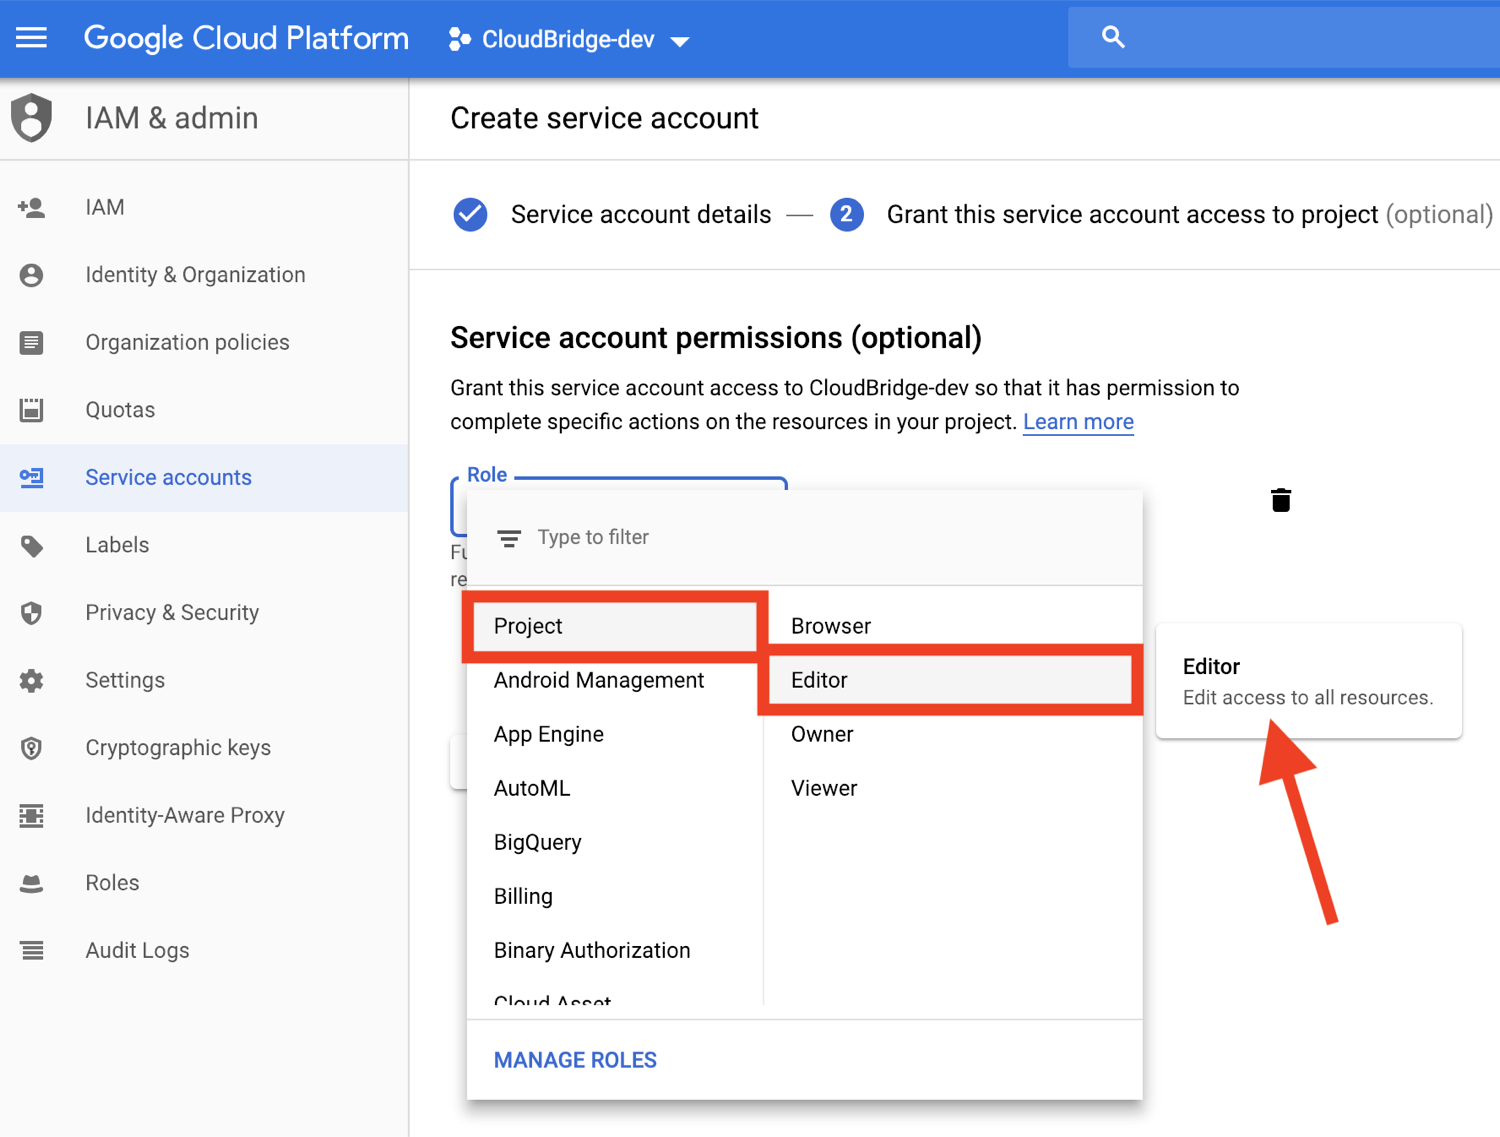 Google Cloud Platform
CloudBridge-dev
IAM & admin
Create service account
IAM
Identity & Organization
Organization policies
Quotas
Service accounts
Labels
Privacy & Security
Settings
Cryptographic keys
Identity-Aware Proxy
Roles
Audit Logs
Service account details — 2 Grant this service account access to project (optional)
Service account permissions (optional)
Grant this service account access to CloudBridge-dev so that it has permission to
complete specific actions on the resources in your project. Learn more
Role
Type to filter
Project
Android Management
App Engine
AutoML
BigQuery
Billing
Binary Authorization
Cloud Asset
Browser
Editor
Owner
Viewer
MANAGE ROLES
Editor
Edit access to all resources.